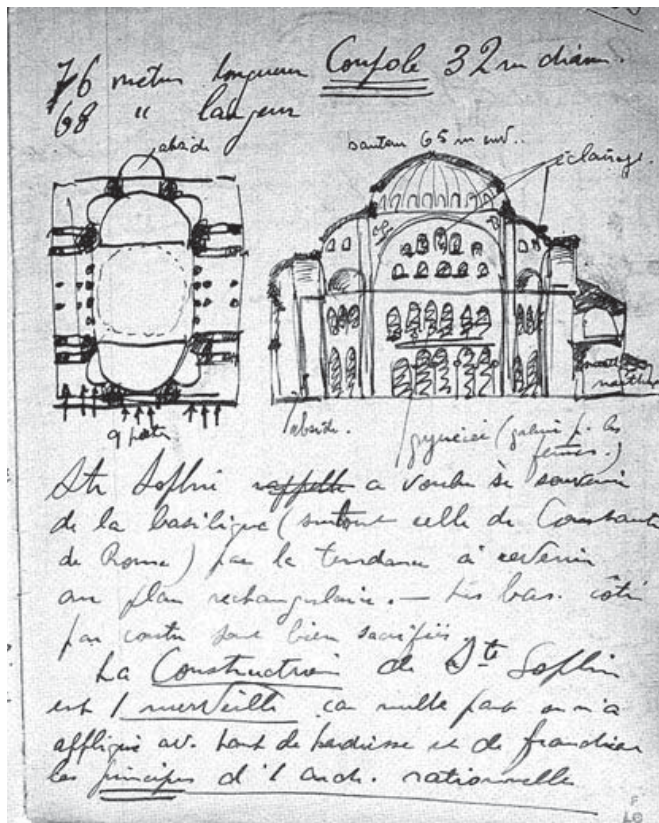 76 mètres longueur Coupole 32 m diam.
68 " largeur
abside
hauteur 65 m env..
éclairage.
9 portes
abside.
gynécée (galerie p. les
femmes.)
narthex
Ste Sophie rappelle a voulu se souvenir
de la basilique (surtout celle de Constantin
de Rome) par la tendance à revenir
au plan rectangulaire. — Les bas. côtés
par contre sont bien sacrifiés
La Construction de Ste Sophie
est 1 merveille car nulle part on n'a
appliqué av. tant de hardiesse et de franchise
les principes d'1 arch. rationnelle